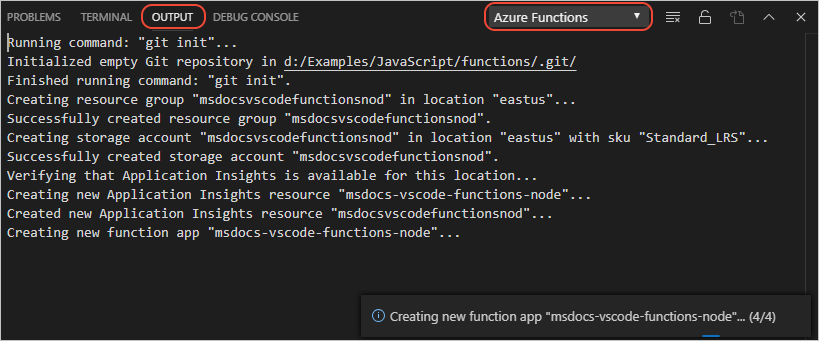 PROBLEMS TERMINAL OUTPUT DEBUG CONSOLE Azure Functions
Running command: "git init"...
Initialized empty Git repository in d:/Examples/JavaScript/functions/.git/
Finished running command: "git init".
Creating resource group "msdocsvscodefunctionsnod" in location "eastus"...
Successfully created resource group "msdocsvscodefunctionsnod".
Creating storage account "msdocsvscodefunctionsnod" in location "eastus" with sku "Standard_LRS"...
Successfully created storage account "msdocsvscodefunctionsnod".
Verifying that Application Insights is available for this location...
Creating new Application Insights resource "msdocs-vscode-functions-node"...
Created new Application Insights resource "msdocsvscodefunctionsnod"...
Creating new function app "msdocs-vscode-functions-node"...
Creating new function app "msdocs-vscode-functions-node"... (4/4)